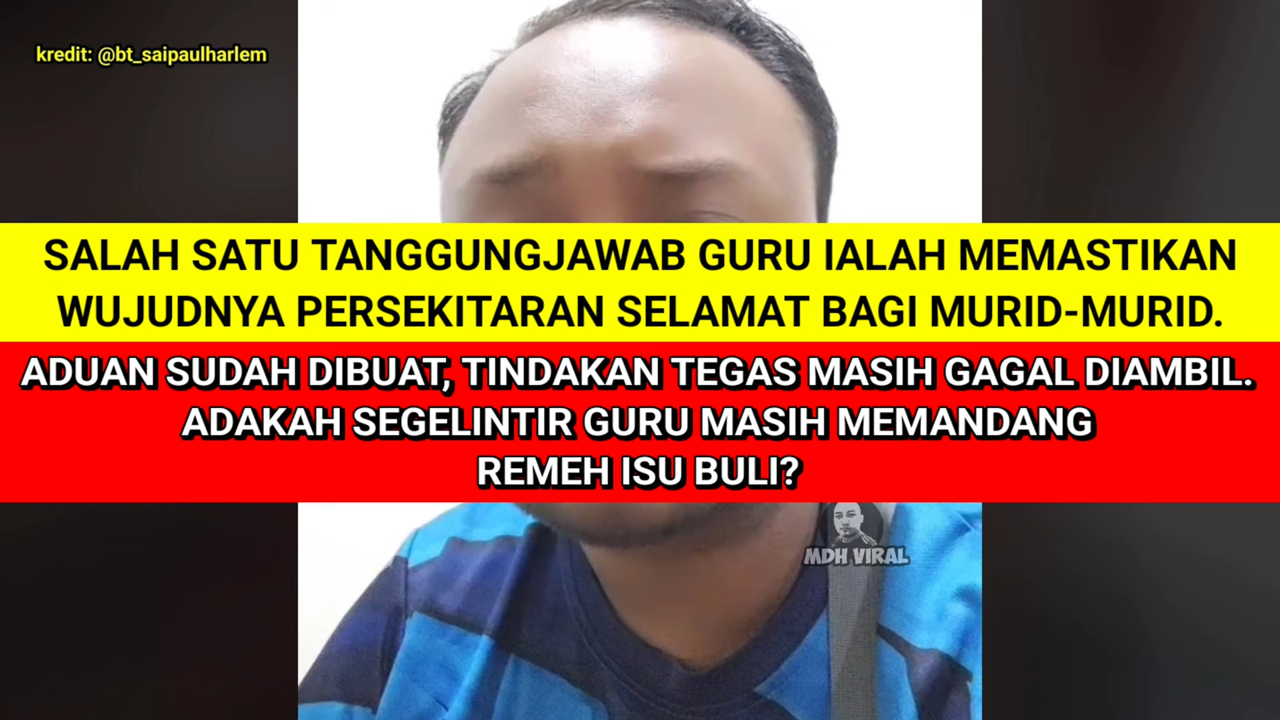 kredit: @bt_saipaulharlem
SALAH SATU TANGGUNGJAWAB GURU IALAH MEMASTIKAN
WUJUDNYA PERSEKITARAN SELAMAT BAGI MURID-MURID.
ADUAN SUDAH DIBUAT, TINDAKAN TEGAS MASIH GAGAL DIAMBIL.
ADAKAH SEGELINTIR GURU MASIH MEMANDANG
REMEH ISU BULI?
MDH VIRAL